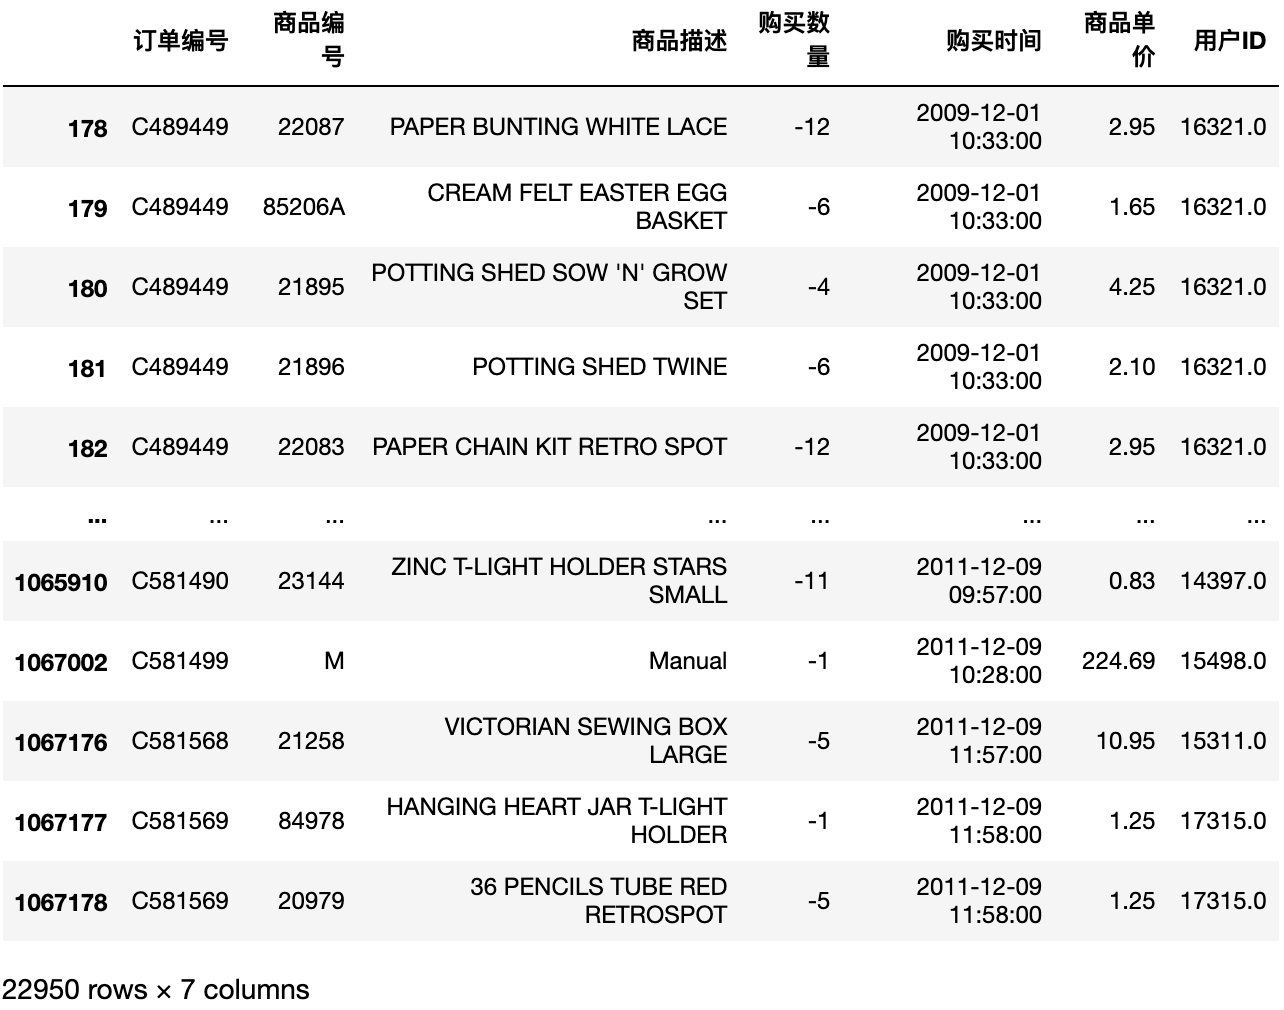 订单编号 商品编号 商品描述 购买数量 购买时间 商品单价 用户ID
178 C489449 22087 PAPER BUNTING WHITE LACE -12 2009-12-01 10:33:00 2.95 16321.0
179 C489449 85206A CREAM FELT EASTER EGG BASKET -6 2009-12-01 10:33:00 1.65 16321.0
180 C489449 21895 POTTING SHED SOW 'N' GROW SET -4 2009-12-01 10:33:00 4.25 16321.0
181 C489449 21896 POTTING SHED TWINE -6 2009-12-01 10:33:00 2.10 16321.0
182 C489449 22083 PAPER CHAIN KIT RETRO SPOT -12 2009-12-01 10:33:00 2.95 16321.0
... ... ... ... ... ... ... ...
1065910 C581490 23144 ZINC T-LIGHT HOLDER STARS SMALL -11 2011-12-09 09:57:00 0.83 14397.0
1067002 C581499 M Manual -1 2011-12-09 10:28:00 224.69 15498.0
1067176 C581568 21258 VICTORIAN SEWING BOX LARGE -5 2011-12-09 11:57:00 10.95 15311.0
1067177 C581569 84978 HANGING HEART JAR T-LIGHT HOLDER -1 2011-12-09 11:58:00 1.25 17315.0
1067178 C581569 20979 36 PENCILS TUBE RED RETROSPOT -5 2011-12-09 11:58:00 1.25 17315.0
22950 rows × 7 columns